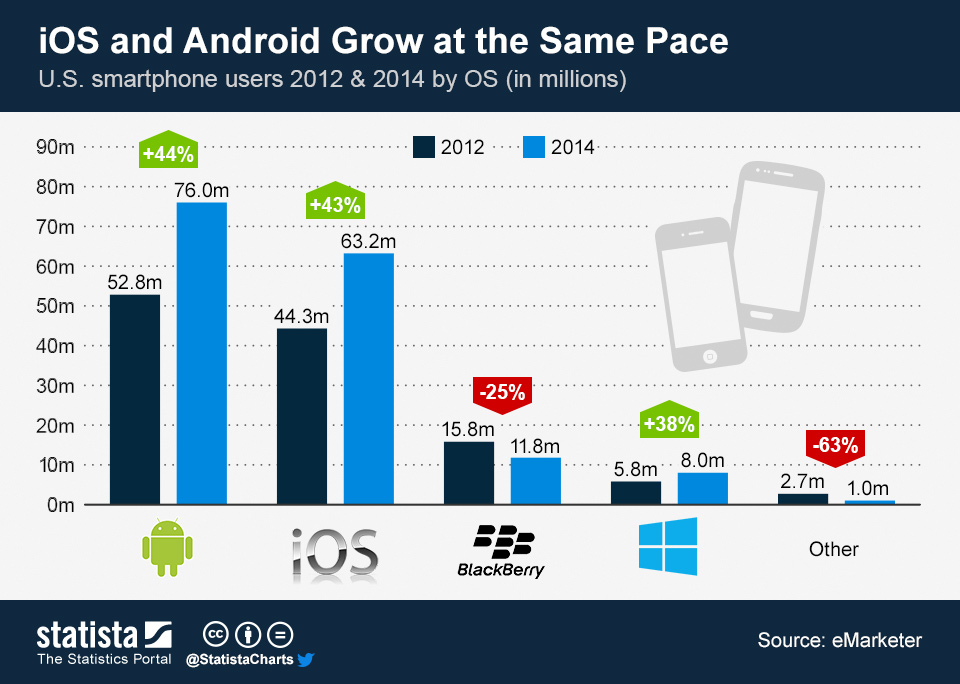 iOS and Android Grow at the Same Pace
U.S. smartphone users 2012 & 2014 by OS (in millions)
2012
2014
90m
80m
70m
60m
50m
40m
30m
20m
10m
0m
+44%
52.8m
76.0m
+43%
44.3m
63.2m
-25%
15.8m
11.8m
+38%
5.8m
8.0m
-63%
2.7m
1.0m
iOS
BlackBerry
Other
statista
The Statistics Portal
cc
@StatistaCharts
Source: eMarketer